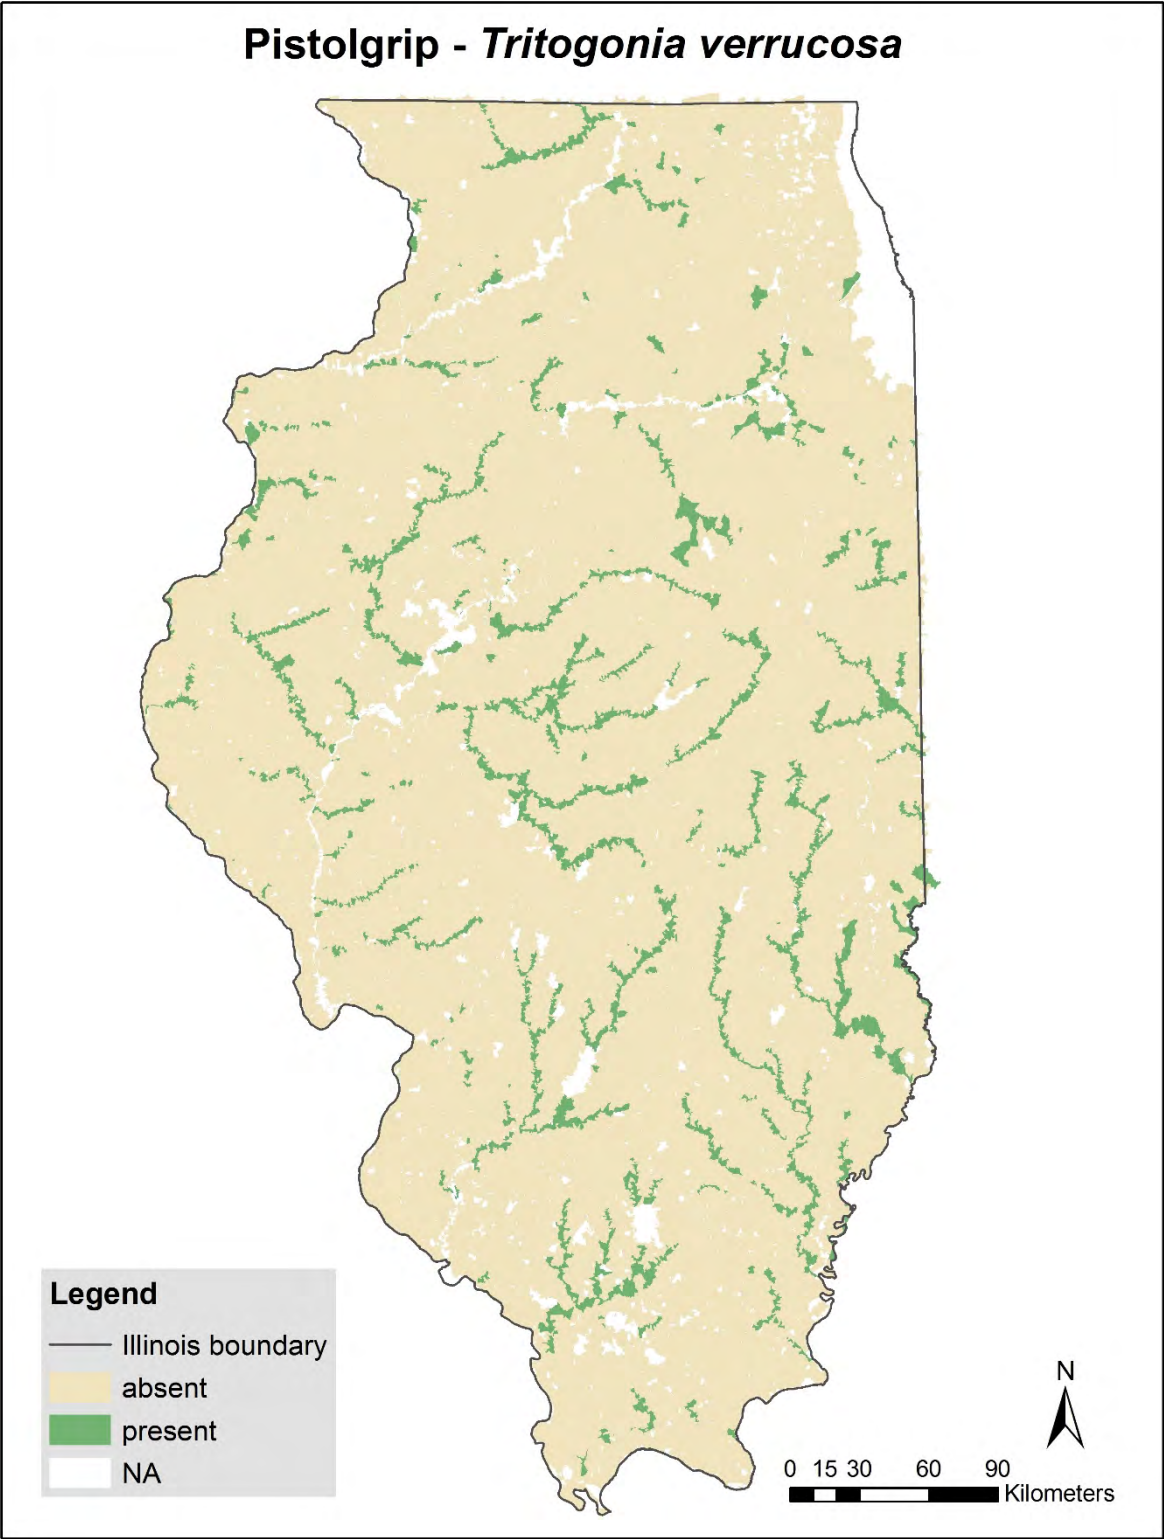 Pistolgrip - Tritogonia verrucosa
Legend
Illinois boundary
absent
present
NA
N
0 15 30 60 90
Kilometers